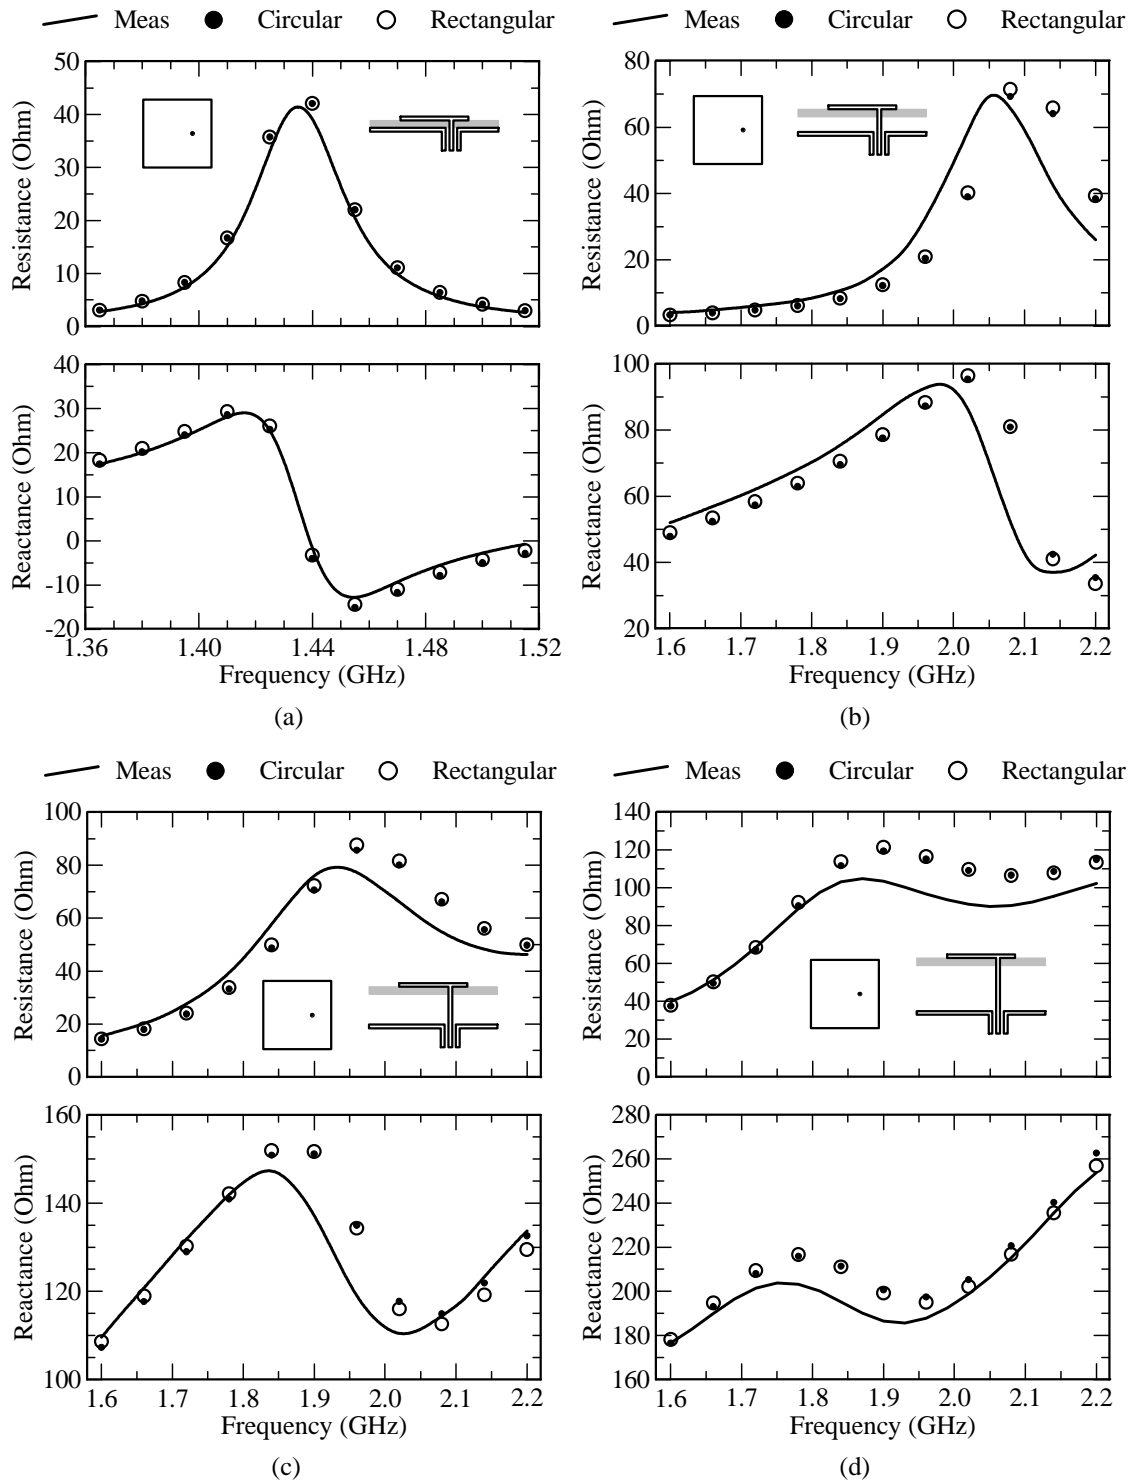 Meas Circular Rectangular Meas Circular Rectangular
50
40
30
20
10
0
Resistance (Ohm)
80
60
40
20
0
Resistance (Ohm)
40
30
20
10
0
-10
-20
Reactance (Ohm)
1.36 1.40 1.44 1.48 1.52
Frequency (GHz)
(a)
100
80
60
40
20
Reactance (Ohm)
1.6 1.7 1.8 1.9 2.0 2.1 2.2
Frequency (GHz)
(b)
Meas Circular Rectangular Meas Circular Rectangular
100
80
60
40
20
0
Resistance (Ohm)
140
120
100
80
60
40
20
0
Resistance (Ohm)
160
140
120
100
Reactance (Ohm)
1.6 1.7 1.8 1.9 2.0 2.1 2.2
Frequency (GHz)
(c)
280
260
240
220
200
180
160
Reactance (Ohm)
1.6 1.7 1.8 1.9 2.0 2.1 2.2
Frequency (GHz)
(d)